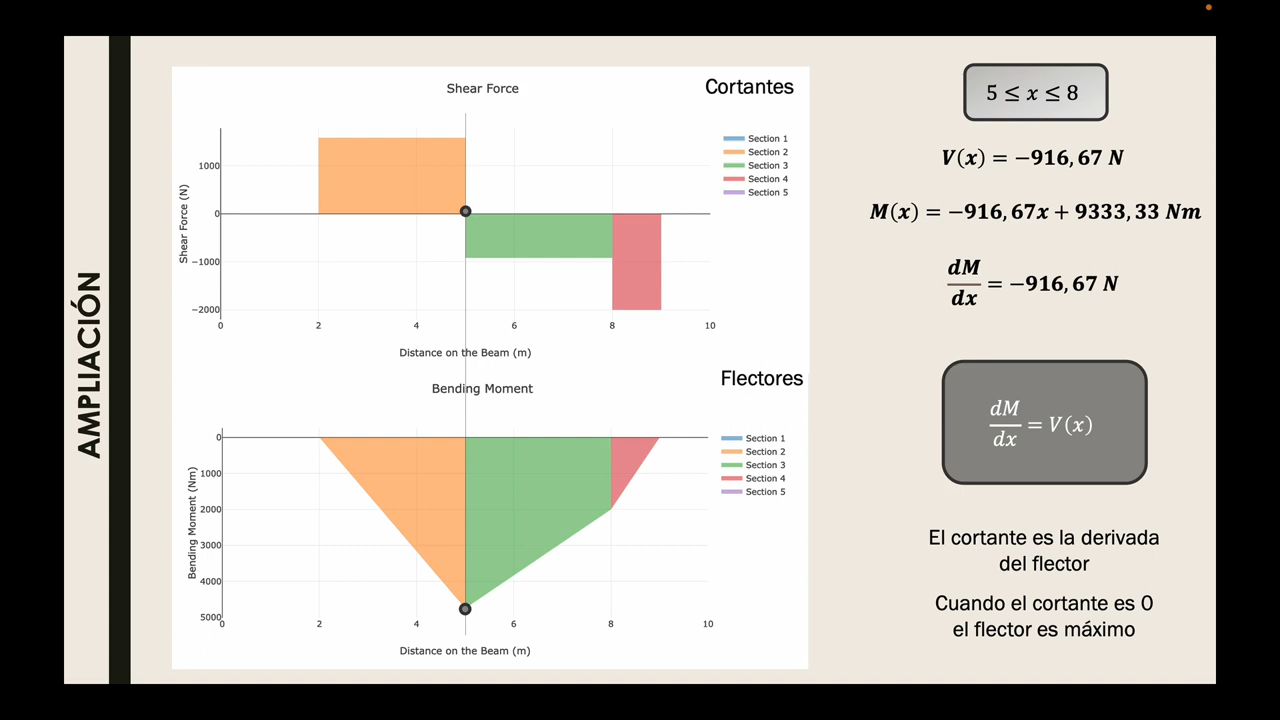 AMPLIACIÓN
Shear Force
Cortantes
Section 1
Section 2
Section 3
Section 4
Section 5
Shear Force (N)
1000
0
−1000
−2000
0 2 4 6 8 10
Distance on the Beam (m)
Bending Moment
Flectores
Section 1
Section 2
Section 3
Section 4
Section 5
Bending Moment (Nm)
0
1000
2000
3000
4000
5000
0 2 4 6 8 10
Distance on the Beam (m)
5 ≤ x ≤ 8
V(x) = −916,67 N
M(x) = −916,67x + 9333,33 Nm
dM/dx = −916,67 N
dM/dx = V(x)
El cortante es la derivada
del flector
Cuando el cortante es 0
el flector es máximo